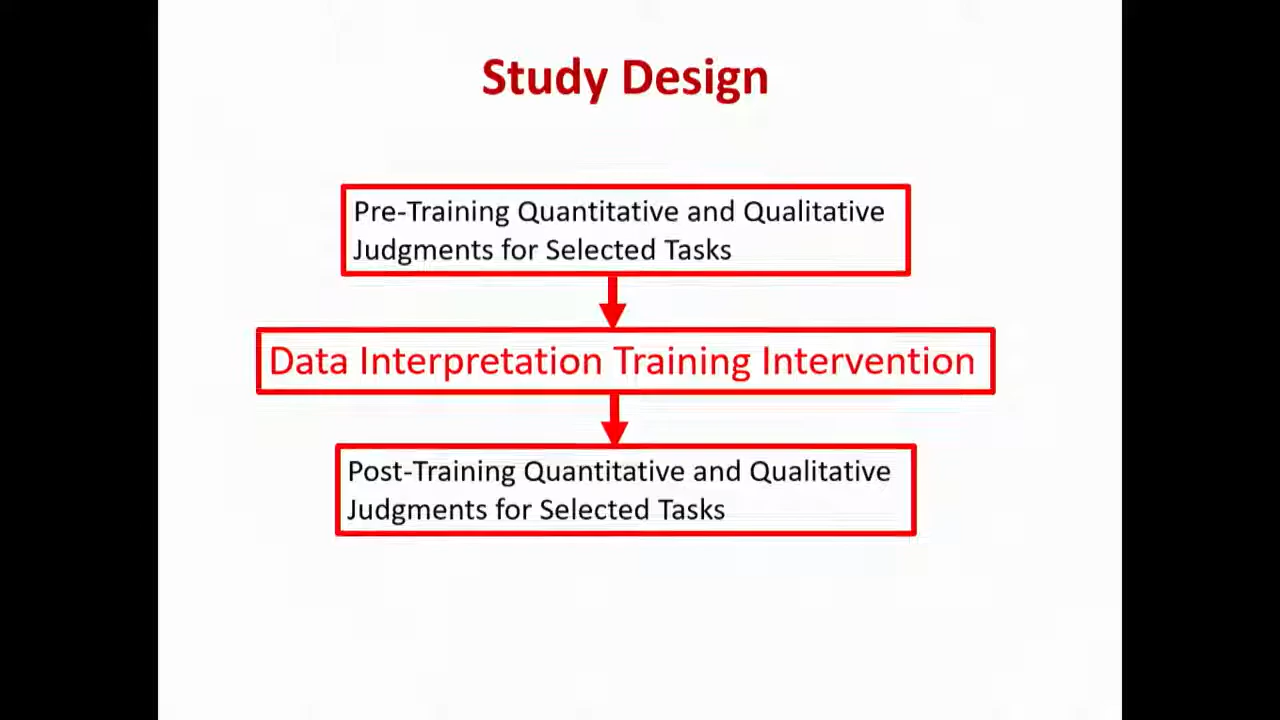 Study Design
Pre-Training Quantitative and Qualitative
Judgments for Selected Tasks
Data Interpretation Training Intervention
Post-Training Quantitative and Qualitative
Judgments for Selected Tasks